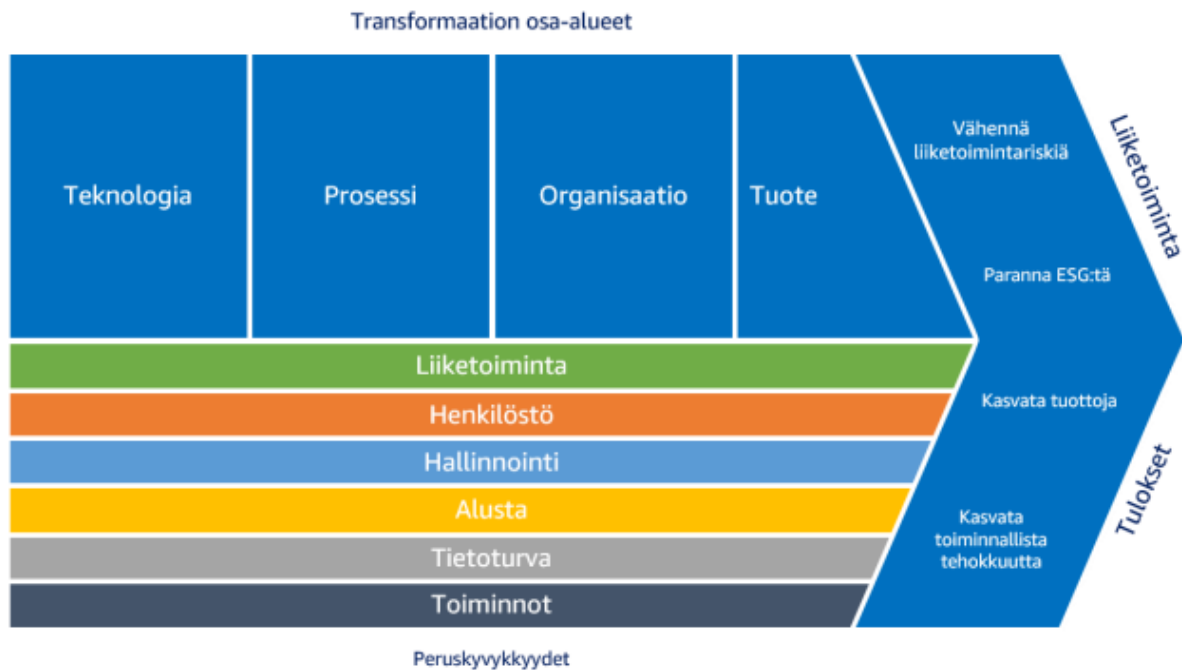 Transformaation osa-alueet
Teknologia
Prosessi
Organisaatio
Tuote
Vähennä
liiketoimintariskiä
Paranna ESG:tä
Kasvata tuottoja
Kasvata
toiminnallista
tehokkuutta
Liiketoiminta
Tulokset
Liiketoiminta
Henkilöstö
Hallinnointi
Alusta
Tietoturva
Toiminnot
Peruskyvykkyydet